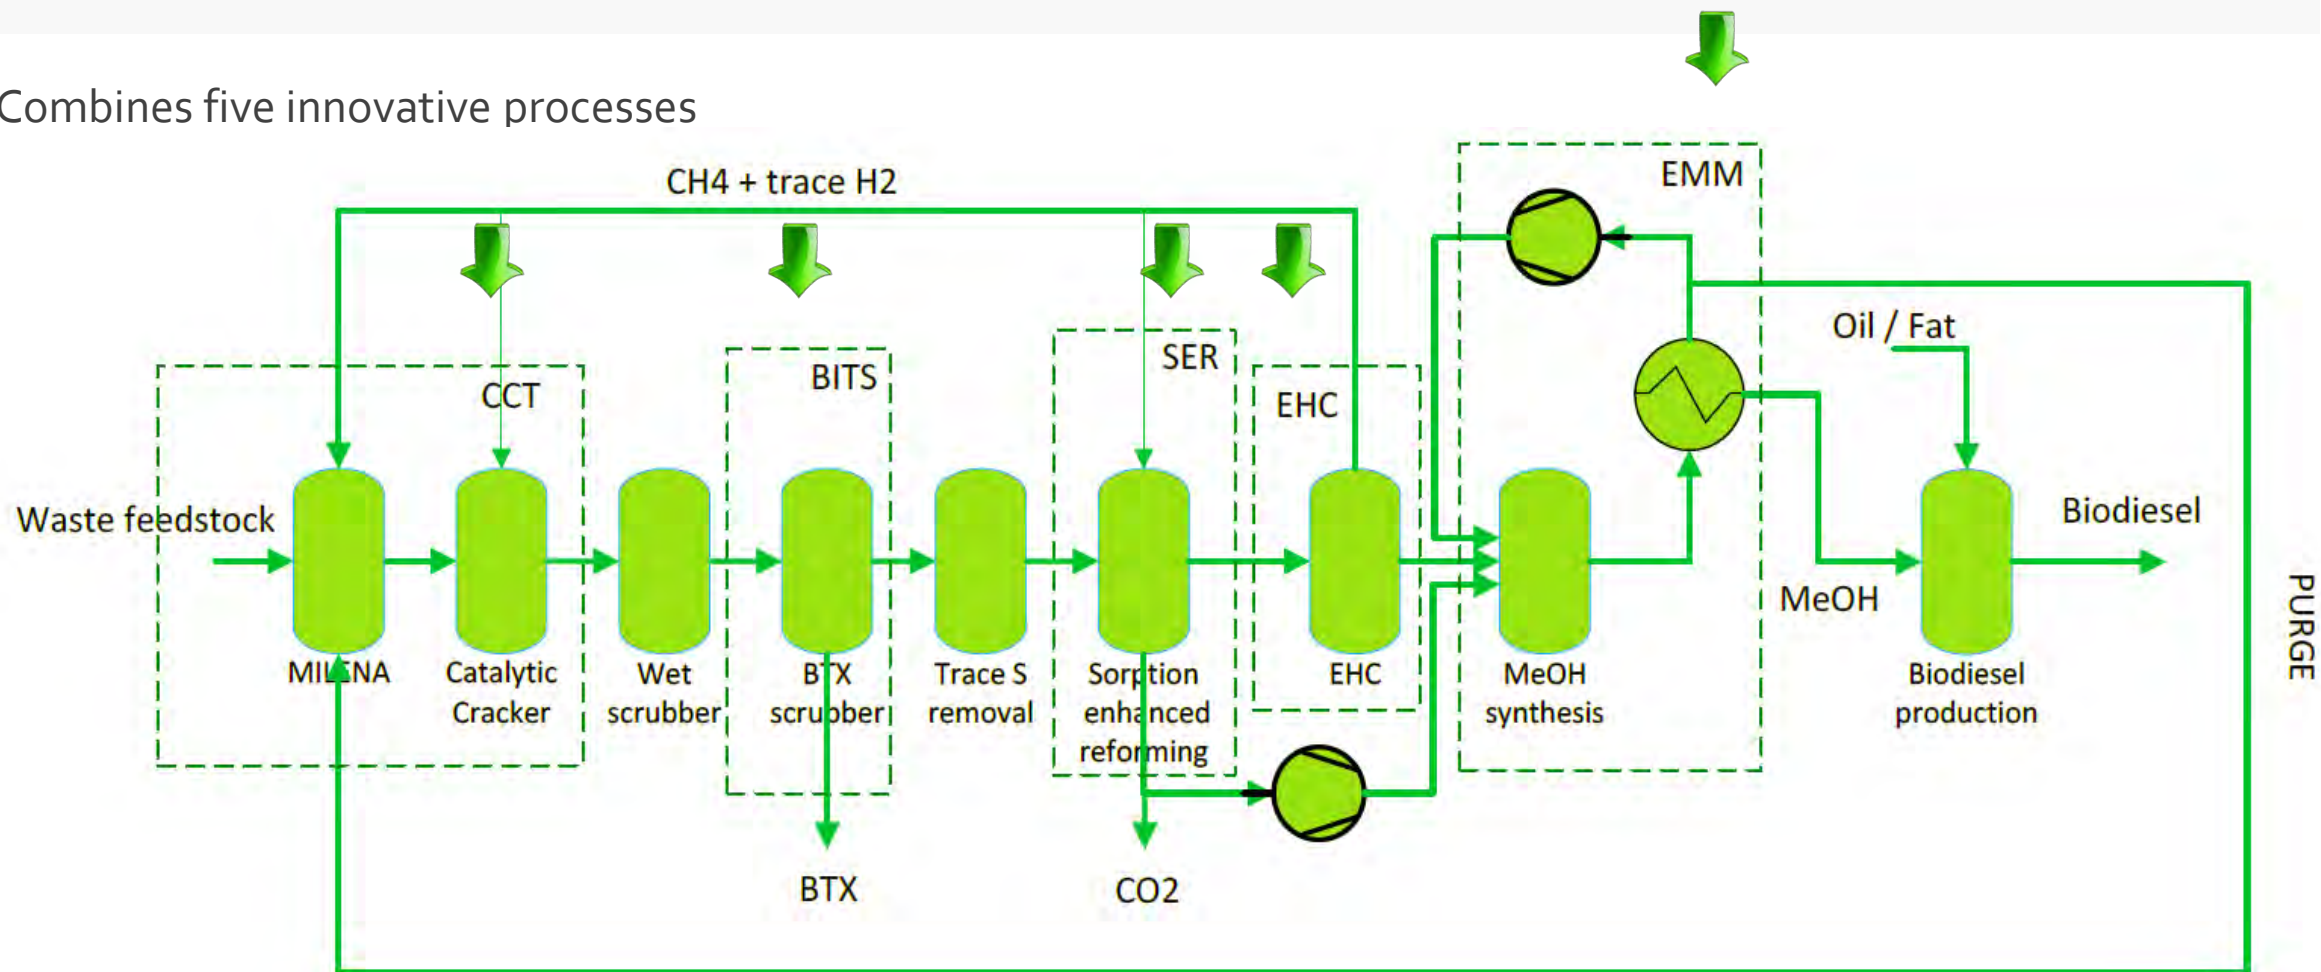 Combines five innovative processes
CH4 + trace H2
EMM
Oil / Fat
SER
BITS
CCT
EHC
Waste feedstock
Biodiesel
MeOH
PURGE
MILENA
Catalytic
Cracker
Wet
scrubber
BTX
scrubber
Trace S
removal
Sorption
enhanced
reforming
EHC
MeOH
synthesis
Biodiesel
production
BTX
CO2